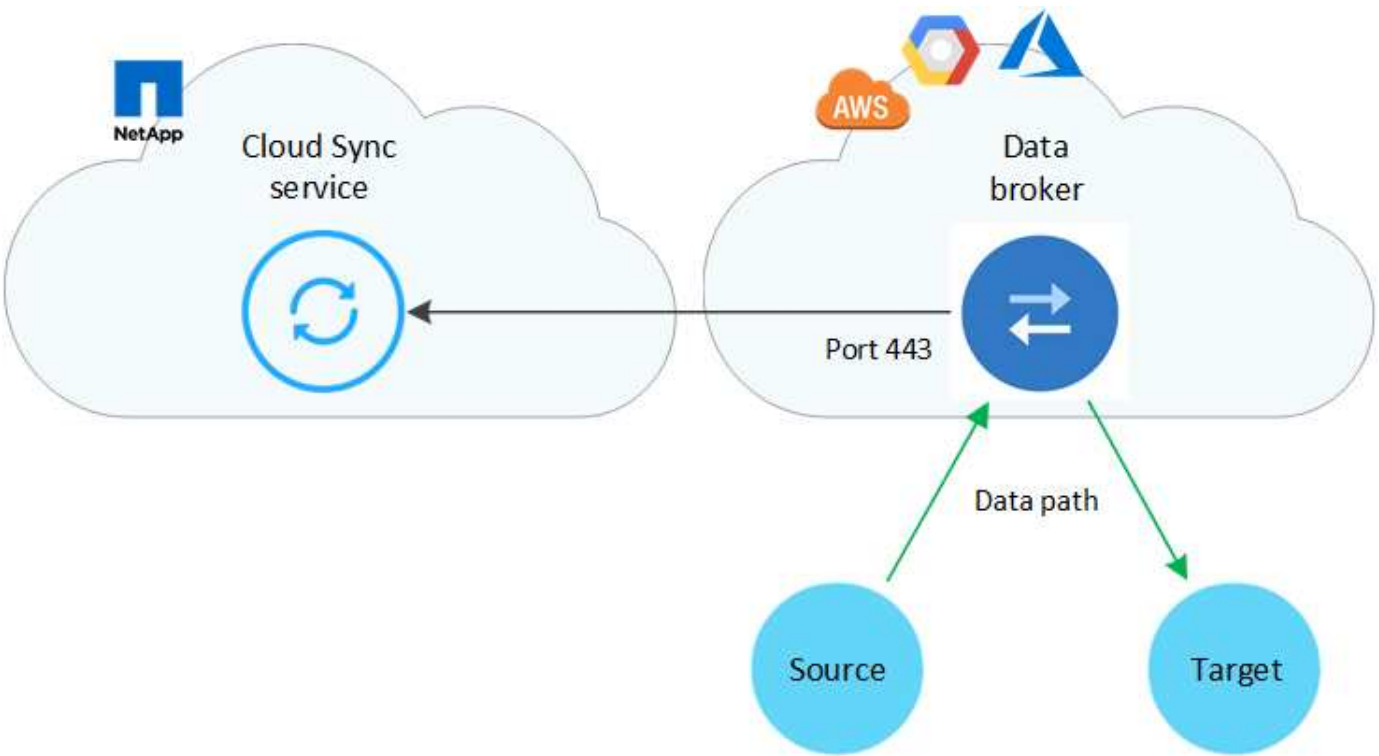 NetApp
Cloud Sync
service
AWS
Data
broker
Port 443
Data path
Source
Target